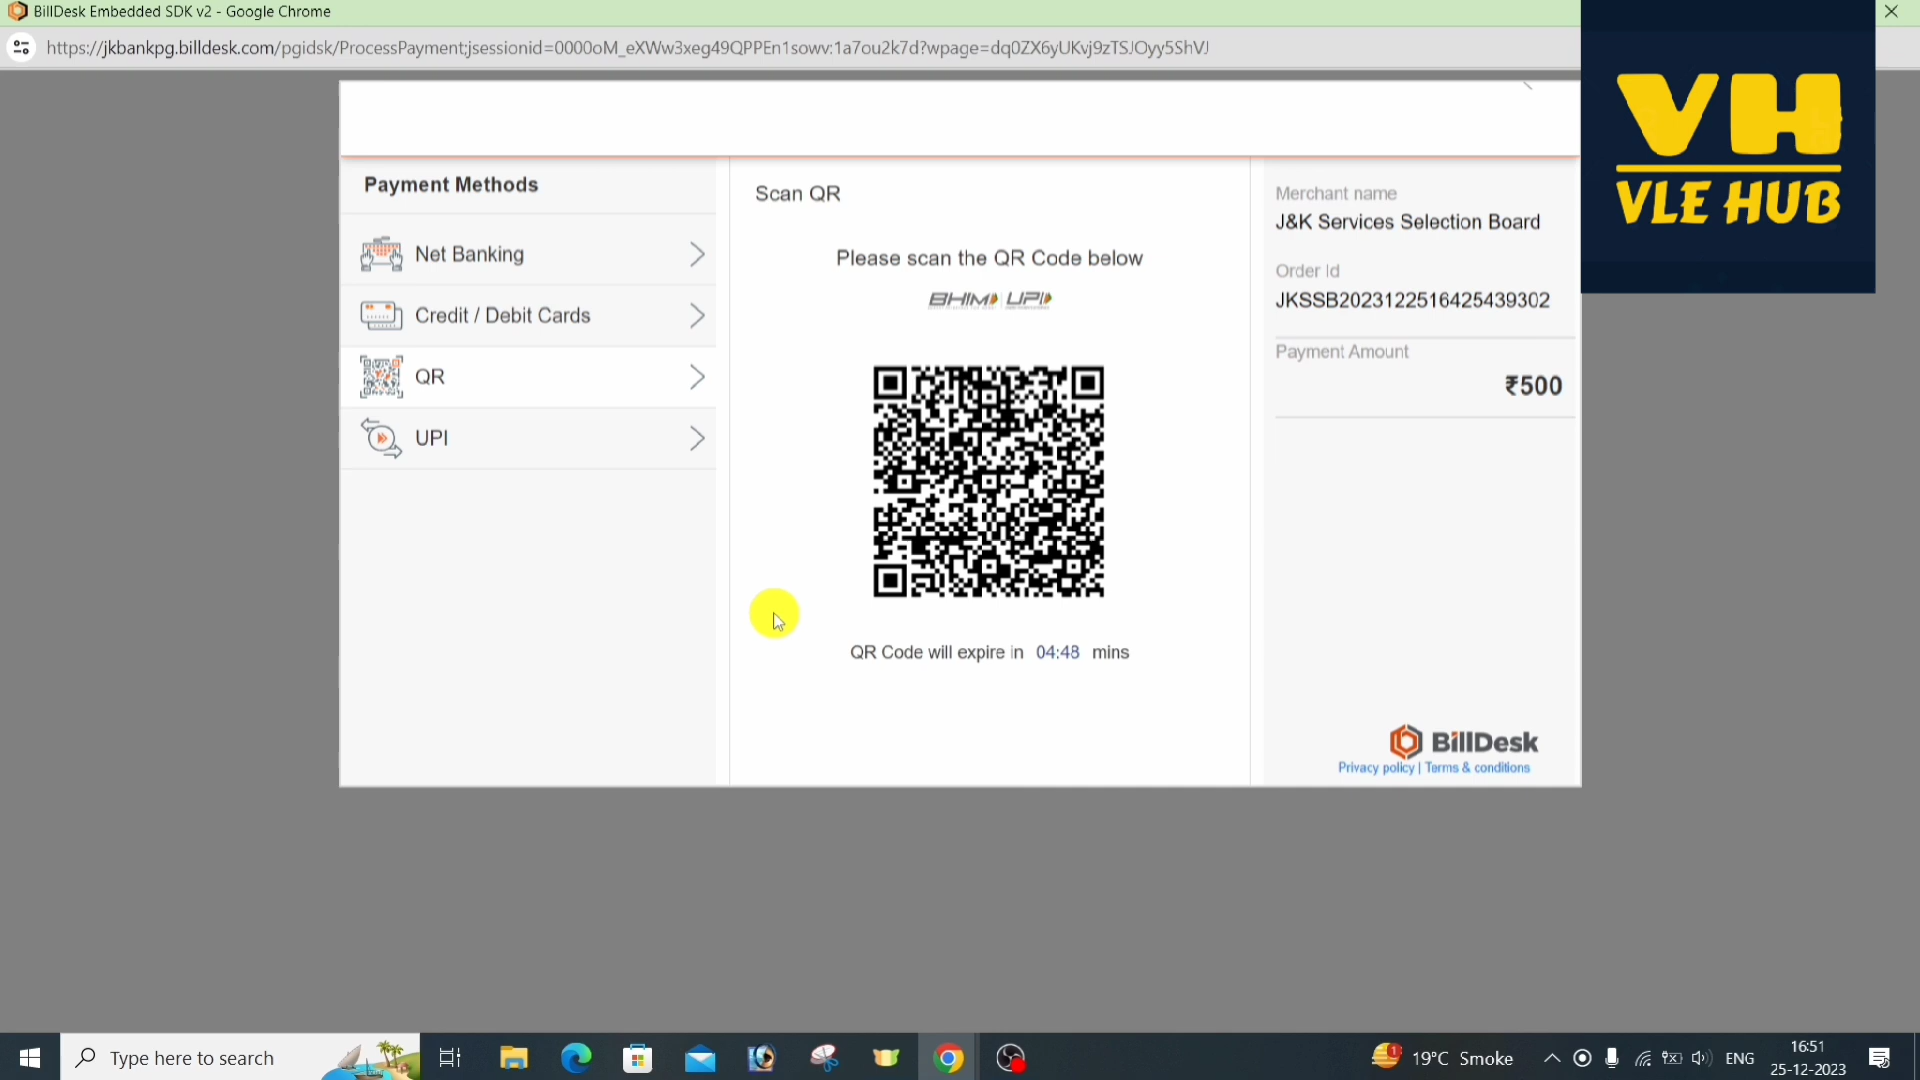 BillDesk Embedded SDK v2 - Google Chrome
https://jkbankpg.billdesk.com/pgidsk/ProcessPayment;jsessionid=0000oM_eXWw3xeg49QPPEn1sowv:1a7ou2k7d?wpage=dq0ZX6yUKvj9zTSJOyy5ShVJ
VH
VLE HUB
Payment Methods
Net Banking
Credit / Debit Cards
QR
UPI
Scan QR
Please scan the QR Code below
BHIM UPI
QR Code will expire in 04:48 mins
Merchant name
J&K Services Selection Board
Order Id
JKSSB2023122516425439302
Payment Amount
₹500
BillDesk
Privacy policy | Terms & conditions
Type here to search
1
19°C Smoke
ENG
16:51
25-12-2023